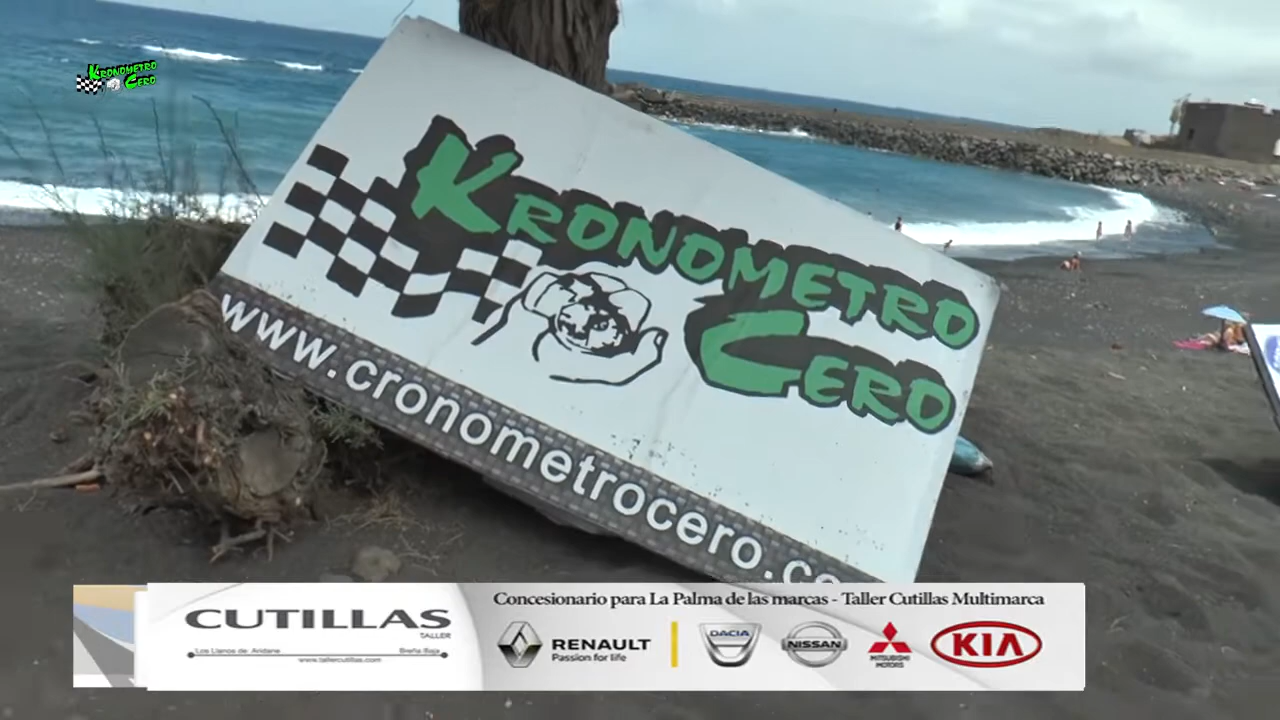 KRONOMETRO
CERO
KRONOMETRO
CERO
www.cronometrocero.co
CUTILLAS
TALLER
Los Llanos de Aridane
Breña Baja
www.tallercutillas.com
Concesionario para La Palma de las marcas - Taller Cutillas Multimarca
RENAULT
Passion for life
DACIA
NISSAN
MITSUBISHI
MOTORS
KIA